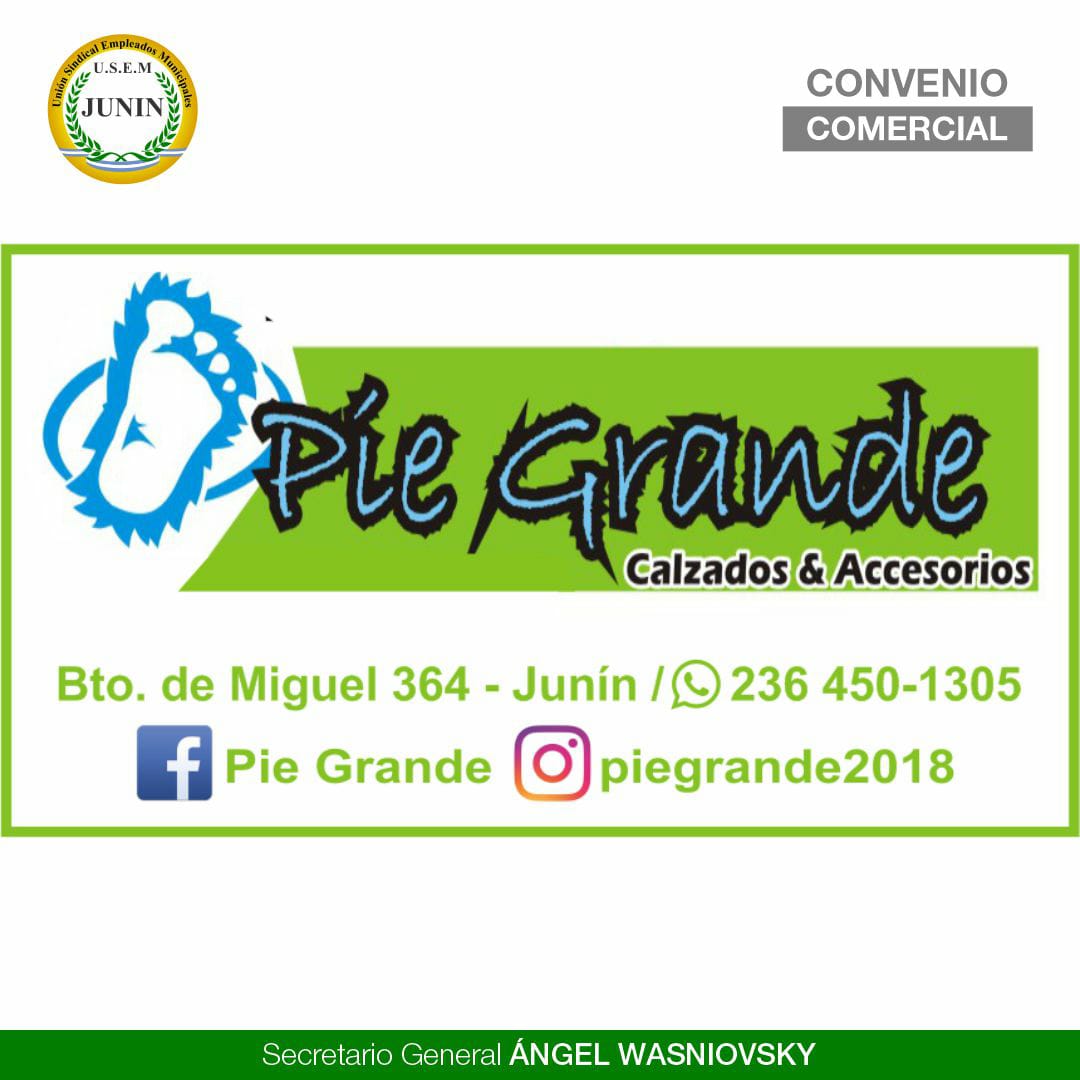 Unión Sindical Empleados Municipales
U.S.E.M
JUNIN
CONVENIO
COMERCIAL
Pie Grande
Calzados & Accesorios
Bto. de Miguel 364 - Junín / 236 450-1305
Pie Grande piegrande2018
Secretario General ÁNGEL WASNIOVSKY